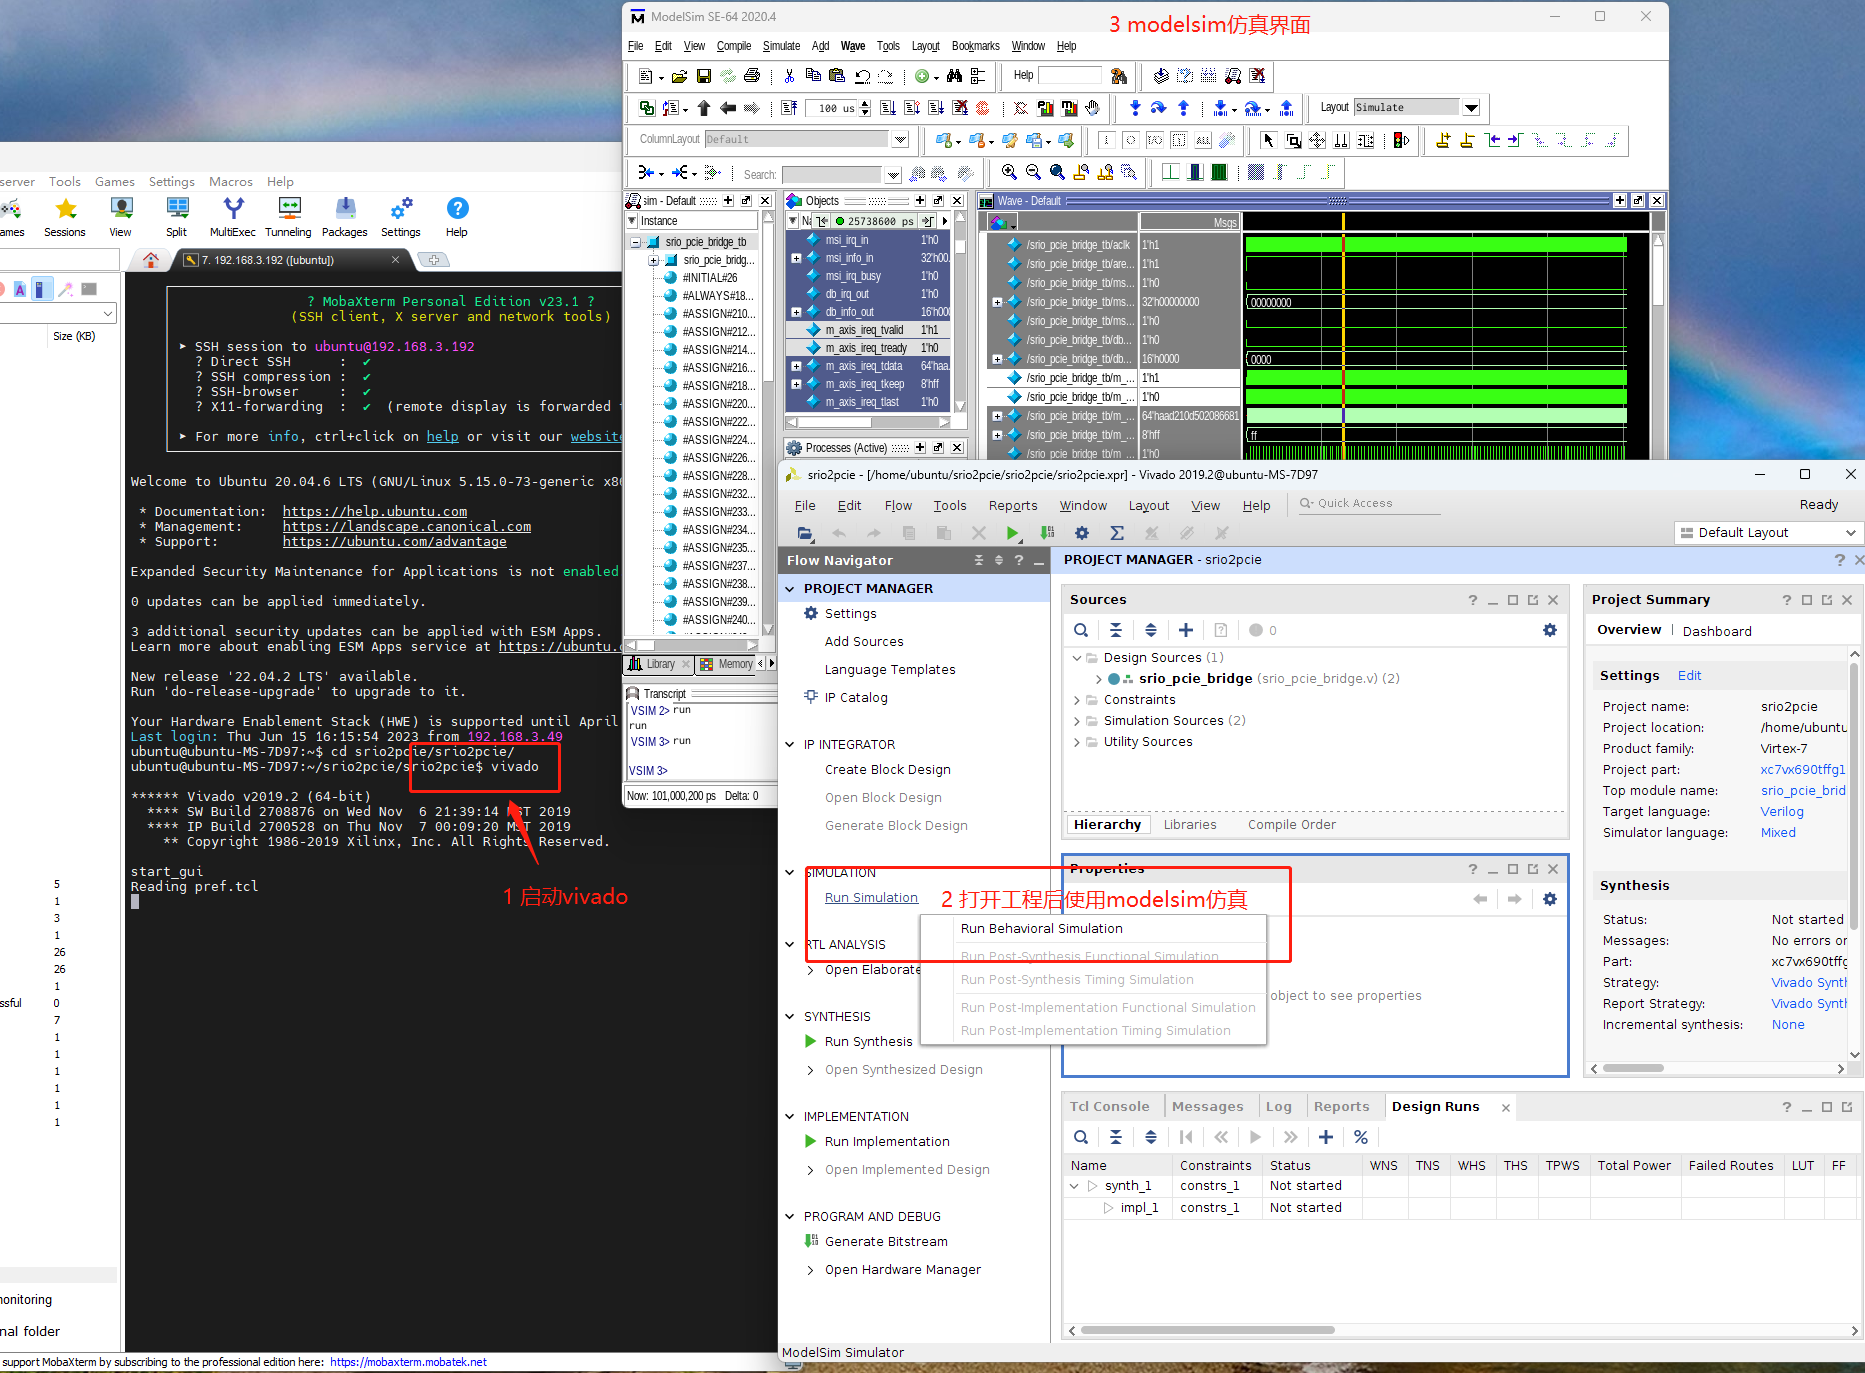 ModelSim SE-64 2020.4
3 modelsim仿真界面
File Edit View Compile Simulate Add Wave Tools Layout Bookmarks Window Help
Help
100 us
Layout Simulate
ColumnLayout Default
Search:
sim - Default
Instance
srio_pcie_bridge_tb
srio_pcie_bridg...
#INITIAL#26
#ALWAYS#18...
#ASSIGN#210...
#ASSIGN#212...
#ASSIGN#214...
#ASSIGN#216...
#ASSIGN#218...
#ASSIGN#220...
#ASSIGN#222...
#ASSIGN#224...
#ASSIGN#226...
#ASSIGN#228...
#ASSIGN#232...
#ASSIGN#233...
#ASSIGN#234...
#ASSIGN#235...
#ASSIGN#237...
#ASSIGN#238...
#ASSIGN#239...
#ASSIGN#240...
Library
Memory
Objects
25738600 ps
msi_irq_in 1'h0
msi_info_in 32'h00...
msi_irq_busy 1'h0
db_irq_out 1'h0
db_info_out 16'h000
m_axis_ireq_tvalid 1'h1
m_axis_ireq_tready 1'h0
m_axis_ireq_tdata 64'haa...
m_axis_ireq_tkeep 8'hff
m_axis_ireq_tlast 1'h0
Processes (Active)
Wave - Default
Msgs
/srio_pcie_bridge_tb/aclk 1'h1
/srio_pcie_bridge_tb/are... 1'h1
/srio_pcie_bridge_tb/ms... 1'h0
/srio_pcie_bridge_tb/ms... 32'h00000000 00000000
/srio_pcie_bridge_tb/ms... 1'h0
/srio_pcie_bridge_tb/db... 1'h0
/srio_pcie_bridge_tb/db... 16'h0000 0000
/srio_pcie_bridge_tb/m_... 1'h1
/srio_pcie_bridge_tb/m_... 1'h0
/srio_pcie_bridge_tb/m_... 64'haad210d502086681
/srio_pcie_bridge_tb/m_... 8'hff ff
/srio_pcie_bridge_tb/m_... 1'h0
Transcript
VSIM 2> run
run
VSIM 3> run
VSIM 3>
Now: 101,000,200 ps Delta: 0
server Tools Games Settings Macros Help
ames Sessions View Split MultiExec Tunneling Packages Settings Help
7. 192.168.3.192 ([ubuntu])
Size (KB)
? MobaXterm Personal Edition v23.1 ?
(SSH client, X server and network tools)
➤ SSH session to ubuntu@192.168.3.192
? Direct SSH : ✔
? SSH compression : ✔
? SSH-browser : ✔
? X11-forwarding : ✔ (remote display is forwarded
➤ For more info, ctrl+click on help or visit our website
Welcome to Ubuntu 20.04.6 LTS (GNU/Linux 5.15.0-73-generic x86
* Documentation: https://help.ubuntu.com
* Management: https://landscape.canonical.com
* Support: https://ubuntu.com/advantage
Expanded Security Maintenance for Applications is not enabled
0 updates can be applied immediately.
3 additional security updates can be applied with ESM Apps.
Learn more about enabling ESM Apps service at https://ubuntu.c
New release '22.04.2 LTS' available.
Run 'do-release-upgrade' to upgrade to it.
Your Hardware Enablement Stack (HWE) is supported until April
Last login: Thu Jun 15 16:15:54 2023 from 192.168.3.49
ubuntu@ubuntu-MS-7D97:~$ cd srio2pcie/srio2pcie/
ubuntu@ubuntu-MS-7D97:~/srio2pcie/srio2pcie$ vivado
****** Vivado v2019.2 (64-bit)
**** SW Build 2708876 on Wed Nov 6 21:39:14 MST 2019
**** IP Build 2700528 on Thu Nov 7 00:09:20 MST 2019
** Copyright 1986-2019 Xilinx, Inc. All Rights Reserved.
start_gui
Reading pref.tcl
1 启动vivado
5
1
3
1
26
26
1
ssful 0
7
1
1
1
1
1
1
monitoring
nal folder
support MobaXterm by subscribing to the professional edition here: https://mobaxterm.mobatek.net
srio2pcie - [/home/ubuntu/srio2pcie/srio2pcie/srio2pcie.xpr] - Vivado 2019.2@ubuntu-MS-7D97
File Edit Flow Tools Reports Window Layout View Help Quick Access Ready
Default Layout
Flow Navigator
PROJECT MANAGER
Settings
Add Sources
Language Templates
IP Catalog
IP INTEGRATOR
Create Block Design
Open Block Design
Generate Block Design
SIMULATION
Run Simulation
2 打开工程后使用modelsim仿真
Run Behavioral Simulation
Run Post-Synthesis Functional Simulation
Run Post-Synthesis Timing Simulation
Run Post-Implementation Functional Simulation
Run Post-Implementation Timing Simulation
RTL ANALYSIS
Open Elaborate
SYNTHESIS
Run Synthesis
Open Synthesized Design
IMPLEMENTATION
Run Implementation
Open Implemented Design
PROGRAM AND DEBUG
Generate Bitstream
Open Hardware Manager
PROJECT MANAGER - srio2pcie
Sources
0
Design Sources (1)
srio_pcie_bridge (srio_pcie_bridge.v) (2)
Constraints
Simulation Sources (2)
Utility Sources
Hierarchy Libraries Compile Order
Properties
object to see properties
Project Summary
Overview | Dashboard
Settings Edit
Project name: srio2pcie
Project location: /home/ubuntu
Product family: Virtex-7
Project part: xc7vx690tffg1
Top module name: srio_pcie_brid
Target language: Verilog
Simulator language: Mixed
Synthesis
Status: Not started
Messages: No errors or
Part: xc7vx690tffg
Strategy: Vivado Synth
Report Strategy: Vivado Synth
Incremental synthesis: None
Tcl Console Messages Log Reports Design Runs
Name Constraints Status WNS TNS WHS THS TPWS Total Power Failed Routes LUT FF
synth_1 constrs_1 Not started
impl_1 constrs_1 Not started
ModelSim Simulator